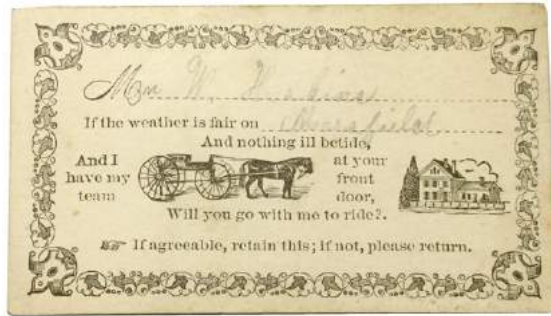 M W.
If the weather is fair on
And nothing ill betide,
And I have my team
at your front door,
Will you go with me to ride?.
☞ If agreeable, retain this; if not, please return.